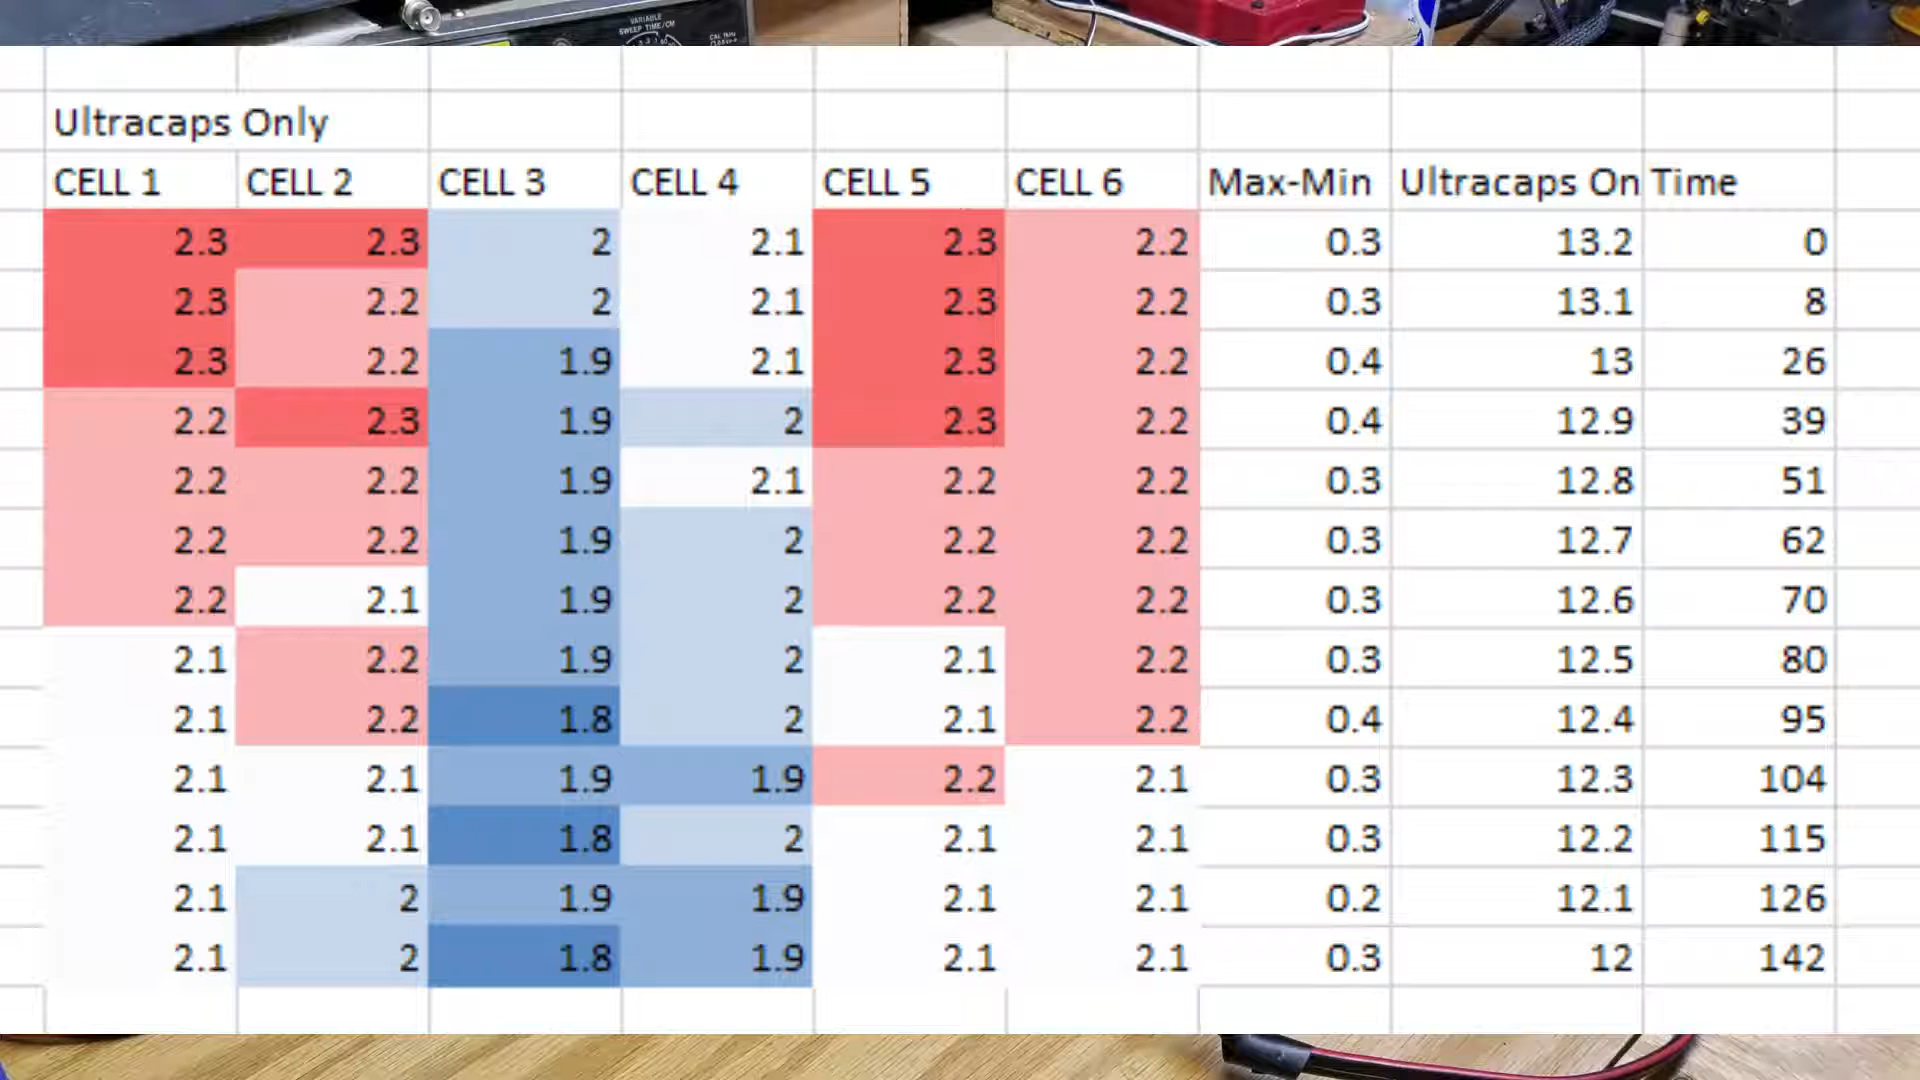 VARIABLE
SWEEP TIME/CM
Ultracaps Only
CELL 1 CELL 2 CELL 3 CELL 4 CELL 5 CELL 6 Max-Min Ultracaps On Time
2.3 2.3 2 2.1 2.3 2.2 0.3 13.2 0
2.3 2.2 2 2.1 2.3 2.2 0.3 13.1 8
2.3 2.2 1.9 2.1 2.3 2.2 0.4 13 26
2.2 2.3 1.9 2 2.3 2.2 0.4 12.9 39
2.2 2.2 1.9 2.1 2.2 2.2 0.3 12.8 51
2.2 2.2 1.9 2 2.2 2.2 0.3 12.7 62
2.2 2.1 1.9 2 2.2 2.2 0.3 12.6 70
2.1 2.2 1.9 2 2.1 2.2 0.3 12.5 80
2.1 2.2 1.8 2 2.1 2.2 0.4 12.4 95
2.1 2.1 1.9 1.9 2.2 2.1 0.3 12.3 104
2.1 2.1 1.8 2 2.1 2.1 0.3 12.2 115
2.1 2 1.9 1.9 2.1 2.1 0.2 12.1 126
2.1 2 1.8 1.9 2.1 2.1 0.3 12 142